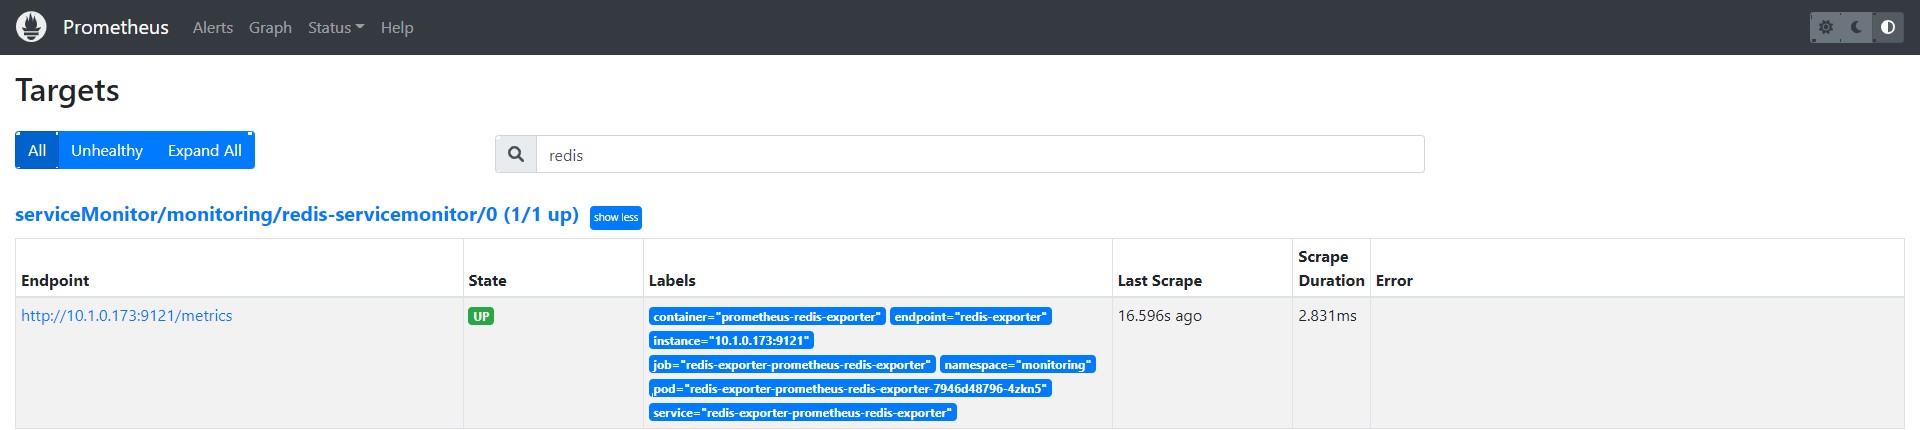 Prometheus Alerts Graph Status Help
Targets
All Unhealthy Expand All
redis
serviceMonitor/monitoring/redis-servicemonitor/0 (1/1 up) show less
Endpoint State Labels Last Scrape Scrape Duration Error
http://10.1.0.173:9121/metrics UP container="prometheus-redis-exporter" endpoint="redis-exporter" 16.596s ago 2.831ms
instance="10.1.0.173:9121"
job="redis-exporter-prometheus-redis-exporter" namespace="monitoring"
pod="redis-exporter-prometheus-redis-exporter-7946d48796-4zkn5"
service="redis-exporter-prometheus-redis-exporter"